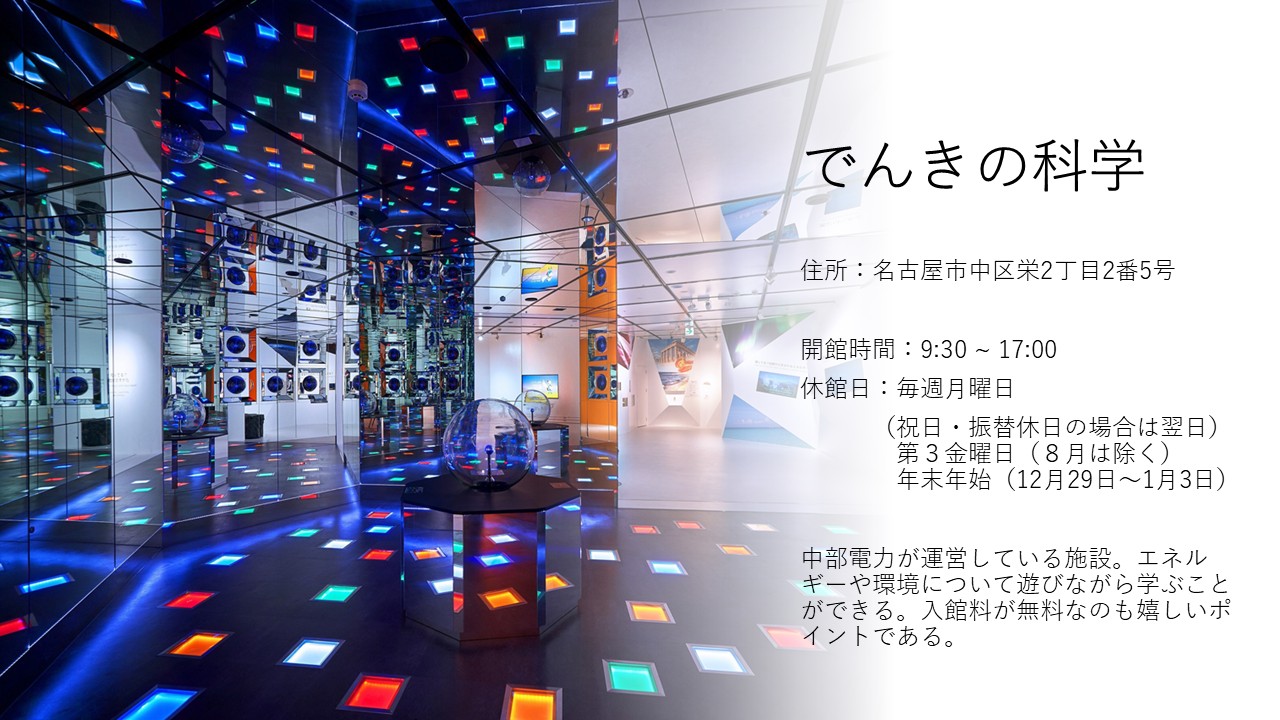 でんきの科学
住所：名古屋市中区栄2丁目2番5号
開館時間：9:30 ~ 17:00
休館日：毎週月曜日
（祝日・振替休日の場合は翌日）
第３金曜日（８月は除く）
年末年始（12月29日～1月3日）
中部電力が運営している施設。エネル
ギーや環境について遊びながら学ぶこと
ができる。入館料が無料なのも嬉しいポ
イントである。